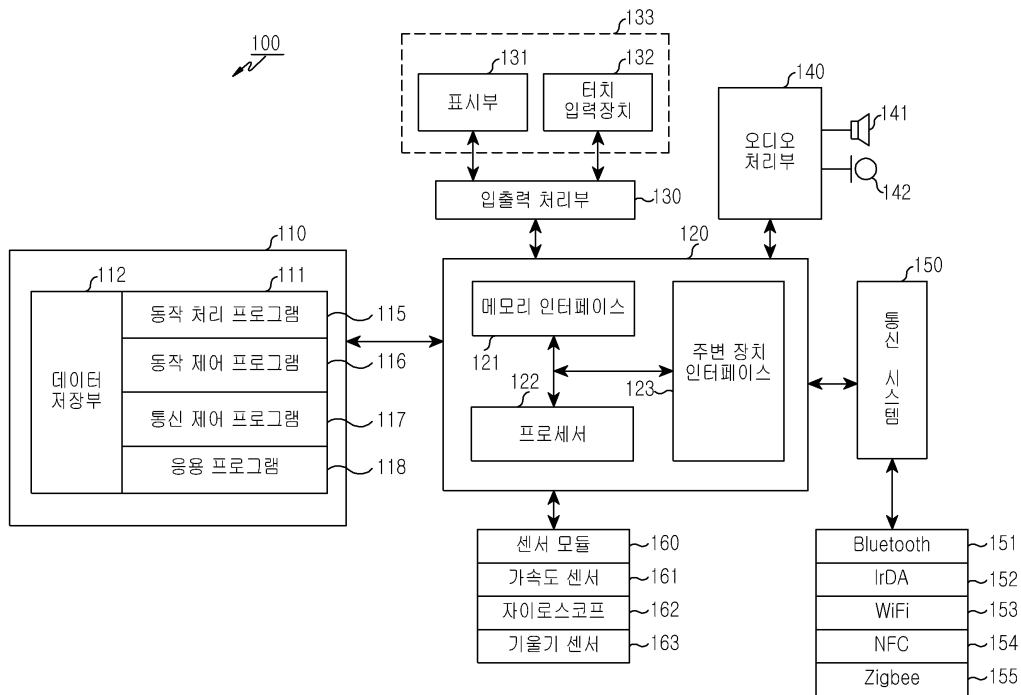 100
133
131
표시부
132
터치
입력장치
입출력 처리부
130
140
오디오
처리부
141
142
110
112
111
데이터
저장부
동작 처리 프로그램
115
동작 제어 프로그램
116
통신 제어 프로그램
117
응용 프로그램
118
120
메모리 인터페이스
121
122
프로세서
주변 장치
인터페이스
123
150
통신 시스템
센서 모듈
160
가속도 센서
161
자이로스코프
162
기울기 센서
163
Bluetooth
151
IrDA
152
WiFi
153
NFC
154
Zigbee
155